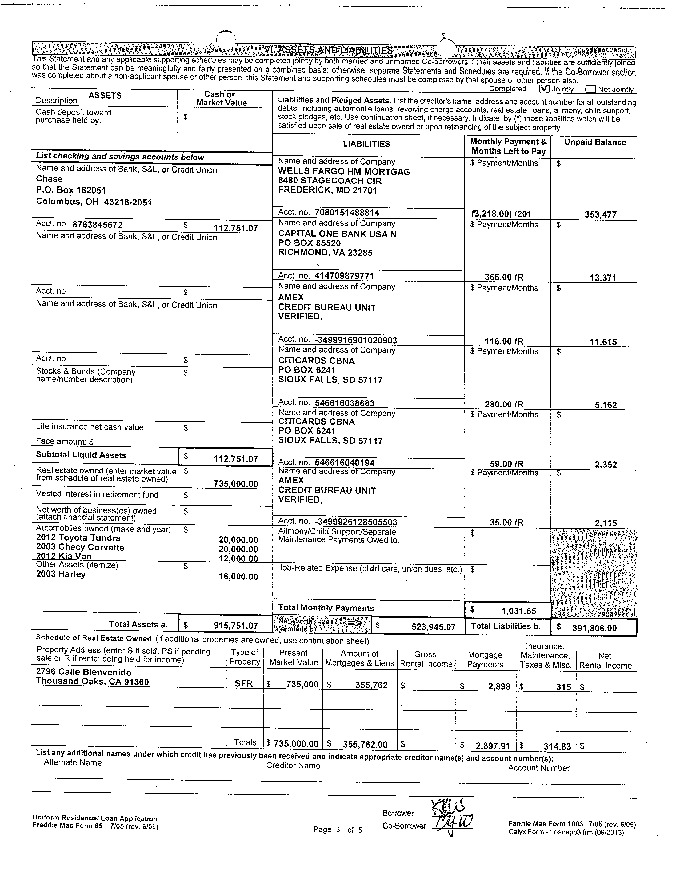 VI. ASSETS AND LIABILITIES
This Statement and any applicable supporting schedules may be completed jointly by both married and unmarried Co-Borrowers if their assets and liabilities are sufficiently joined
so that the Statement can be meaningfully and fairly presented on a combined basis; otherwise, separate Statements and Schedules are required. If the Co-Borrower section
was completed about a non-applicant spouse or other person, this Statement and supporting schedules must be completed by that spouse or other person also.
Completed Jointly Not Jointly
ASSETS
Description
Cash or Market Value
Cash deposit toward purchase held by: $
List checking and savings accounts below
Name and address of Bank, S&L, or Credit Union
Chase
P.O. Box 182051
Columbus, OH 43218-2051
Acct. no. 8763845672 $ 112,751.07
Name and address of Bank, S&L, or Credit Union
Acct. no. $
Name and address of Bank, S&L, or Credit Union
Acct. no. $
Stocks & Bonds (Company name/number description) $
Life insurance net cash value $
Face amount: $
Subtotal Liquid Assets $ 112,751.07
Real estate owned (enter market value from schedule of real estate owned) $ 735,000.00
Vested interest in retirement fund $
Net worth of business(es) owned (attach financial statement) $
Automobiles owned (make and year) $
2012 Toyota Tundra 20,000.00
2003 Chevy Corvette 20,000.00
2012 Kia Van 12,000.00
Other Assets (itemize) $
2003 Harley 16,000.00
Total Assets a. $ 915,751.07
Liabilities and Pledged Assets. List the creditor's name, address and account number for all outstanding
debts, including automobile loans, revolving charge accounts, real estate loans, alimony, child support,
stock pledges, etc. Use continuation sheet, if necessary. Indicate by (*) those liabilities which will be
satisfied upon sale of real estate owned or upon refinancing of the subject property.
LIABILITIES
Monthly Payment & Months Left to Pay
Unpaid Balance
Name and address of Company $ Payment/Months $
WELLS FARGO HM MORTGAG
8480 STAGECOACH CIR
FREDERICK, MD 21701
Acct. no. 7080151488814 (3,218.00) /201 353,477
Name and address of Company $ Payment/Months $
CAPITAL ONE BANK USA N
PO BOX 85520
RICHMOND, VA 23285
Acct. no. 414709879771 366.00 /R 13,371
Name and address of Company $ Payment/Months $
AMEX
CREDIT BUREAU UNIT
VERIFIED,
Acct. no. -3499916901020903 116.00 /R 11,615
Name and address of Company $ Payment/Months $
CITICARDS CBNA
PO BOX 6241
SIOUX FALLS, SD 57117
Acct. no. 546616038683 280.00 /R 5,162
Name and address of Company $ Payment/Months $
CITICARDS CBNA
PO BOX 6241
SIOUX FALLS, SD 57117
Acct. no. 546616040194 59.00 /R 2,352
Name and address of Company $ Payment/Months $
AMEX
CREDIT BUREAU UNIT
VERIFIED,
Acct. no. -3499926128505503 35.00 /R 2,175
Alimony/Child Support/Separate Maintenance Payments Owed to: $
Job-Related Expense (child care, union dues, etc.) $
Total Monthly Payments $ 1,031.65
$ 523,945.07 Total Liabilities b. $ 391,806.00
Schedule of Real Estate Owned (If additional properties are owned, use continuation sheet)
Property Address (enter S if sold, PS if pending sale or R if rental being held for income)
Type of Property
Present Market Value
Amount of Mortgages & Liens
Gross Rental Income
Mortgage Payments
Insurance, Maintenance, Taxes & Misc.
Net Rental Income
2796 Calle Bienvenido
Thousand Oaks, CA 91360 SFR $ 735,000 $ 355,762 $ $ 2,898 $ 315 $
Totals $ 735,000.00 $ 355,762.00 $ $ 2,897.91 $ 314.83 $
List any additional names under which credit has previously been received and indicate appropriate creditor name(s) and account number(s):
Alternate Name Creditor Name Account Number
Uniform Residential Loan Application
Freddie Mac Form 65 7/05 (rev. 6/09)
Page 3 of 5
Borrower
Co-Borrower
Fannie Mae Form 1003 7/05 (rev. 6/09)